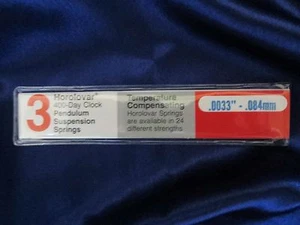 3
Horolovar®
400-Day Clock
Pendulum
Suspension
Springs
Temperature
Compensating
Horolovar Springs
are available in 24
different strengths.
.0033" - .084mm